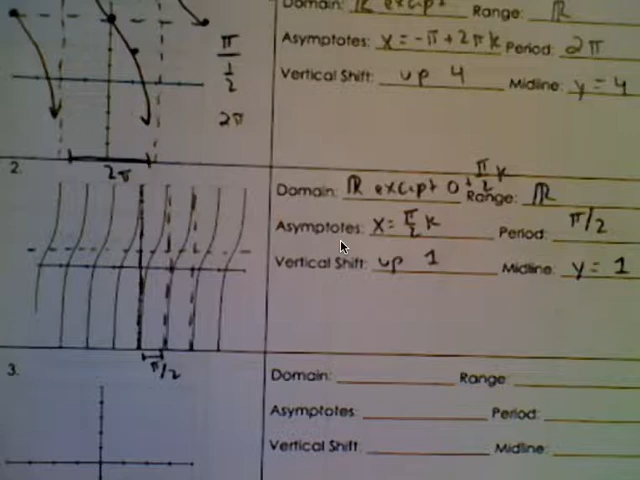 Domain: ℝ except Range: ℝ
π
1
2
Asymptotes: x = -π + 2πk Period: 2π
Vertical Shift: up 4 Midline: y = 4
2π
2π
2.
π k
Domain: ℝ except 0 + 2 Range: ℝ
Asymptotes: x = π/2 k Period: π/2
Vertical Shift: up 1 Midline: y = 1
π/2
3.
Domain: Range:
Asymptotes: Period:
Vertical Shift: Midline: